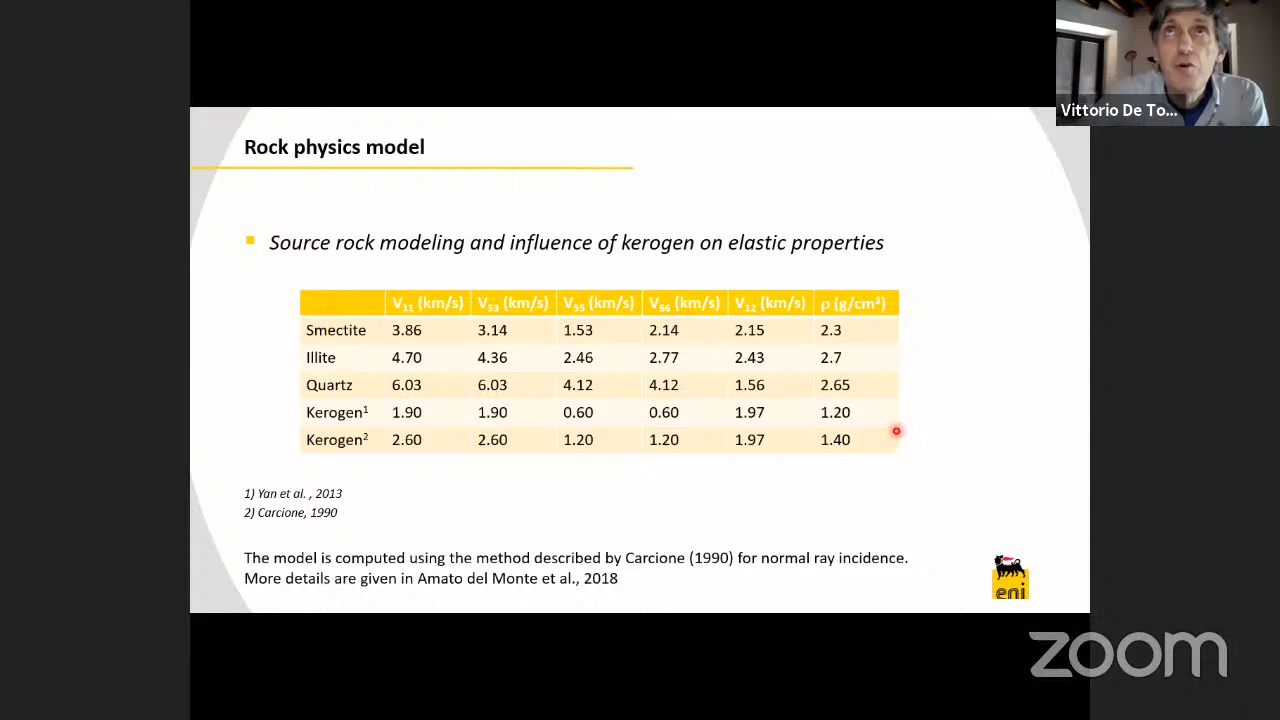 Vittorio De To...
Rock physics model
Source rock modeling and influence of kerogen on elastic properties
V₁₁ (km/s) V₃₃ (km/s) V₅₅ (km/s) V₆₆ (km/s) V₁₂ (km/s) ρ (g/cm³)
Smectite 3.86 3.14 1.53 2.14 2.15 2.3
Illite 4.70 4.36 2.46 2.77 2.43 2.7
Quartz 6.03 6.03 4.12 4.12 1.56 2.65
Kerogen¹ 1.90 1.90 0.60 0.60 1.97 1.20
Kerogen² 2.60 2.60 1.20 1.20 1.97 1.40
1) Yan et al. , 2013
2) Carcione, 1990
The model is computed using the method described by Carcione (1990) for normal ray incidence.
More details are given in Amato del Monte et al., 2018
eni
zoom